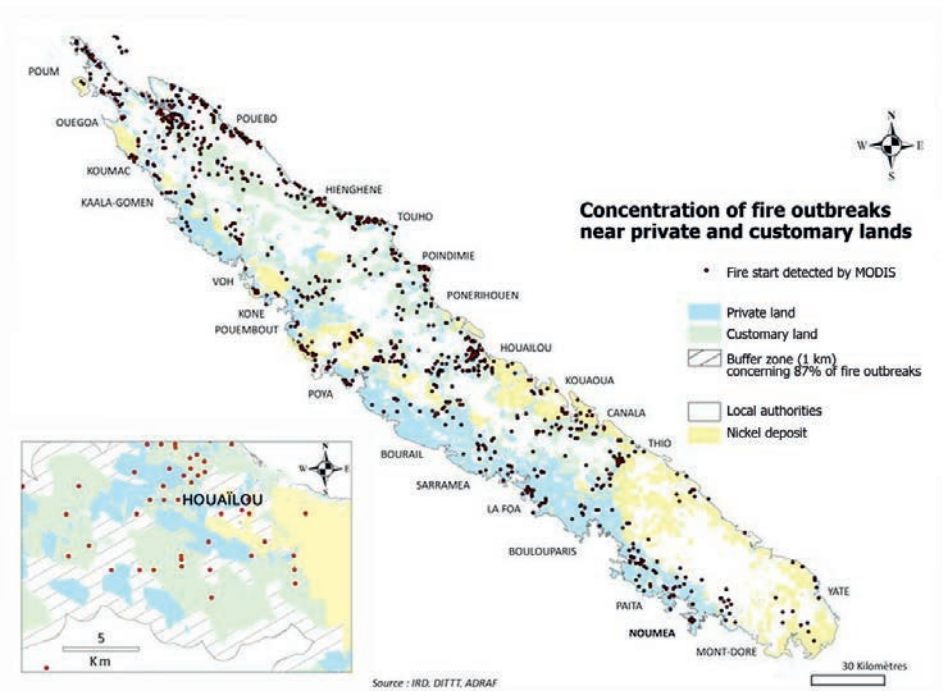 POUM
OUEGOA
POUEBO
KOUMAC
HIENGHENE
KAALA-GOMEN
TOUHO
POINDIMIE
VOH
PONERIHOUEN
KONE
POUEMBOUT
HOUAILOU
POYA
KOUAOUA
CANALA
BOURAIL
THIO
SARRAMEA
LA FOA
BOULOUPARIS
PAITA
YATE
NOUMEA
MONT-DORE
N
W E
S
Concentration of fire outbreaks
near private and customary lands
Fire start detected by MODIS
Private land
Customary land
Buffer zone (1 km)
concerning 87% of fire outbreaks
Local authorities
Nickel deposit
N
W E
S
HOUAÏLOU
5
Km
30 Kilomètres
Source : IRD, DITTT, ADRAF